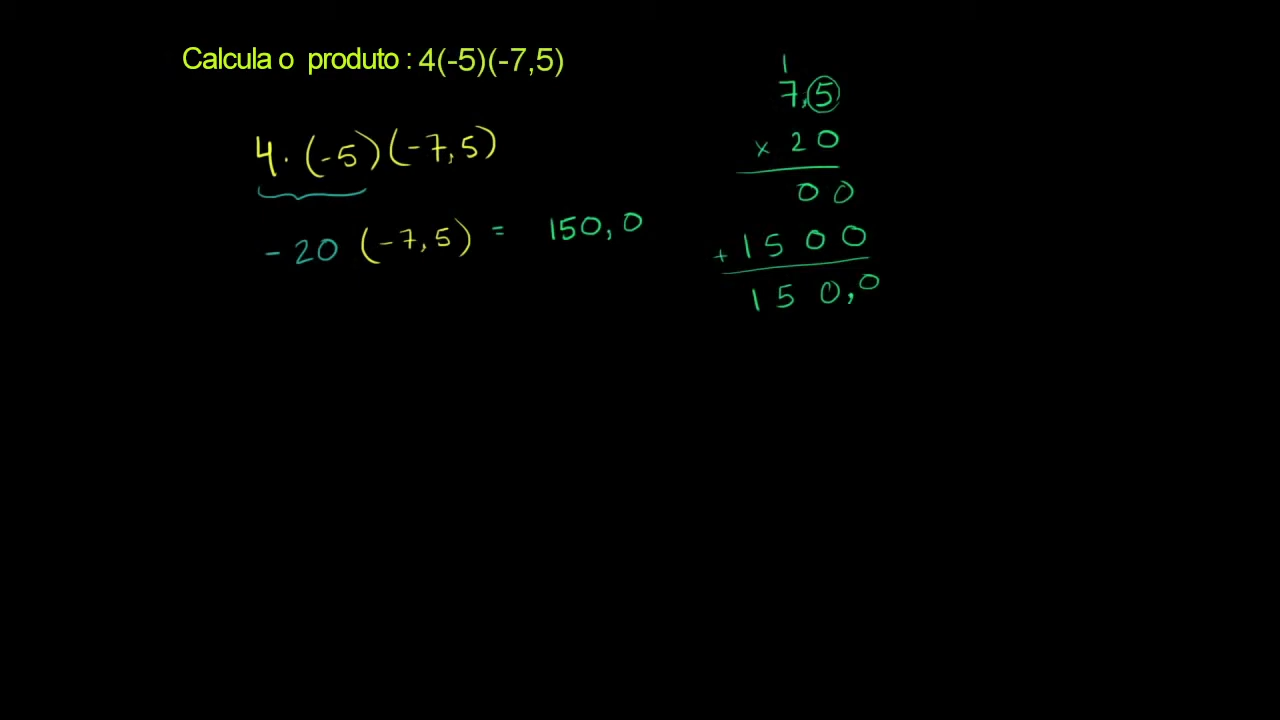 Calcula o produto : 4(-5)(-7,5)
4 · (-5)(-7,5)
-20 (-7,5) = 150,0
1
7,5
x 20
00
+ 1500
150,0